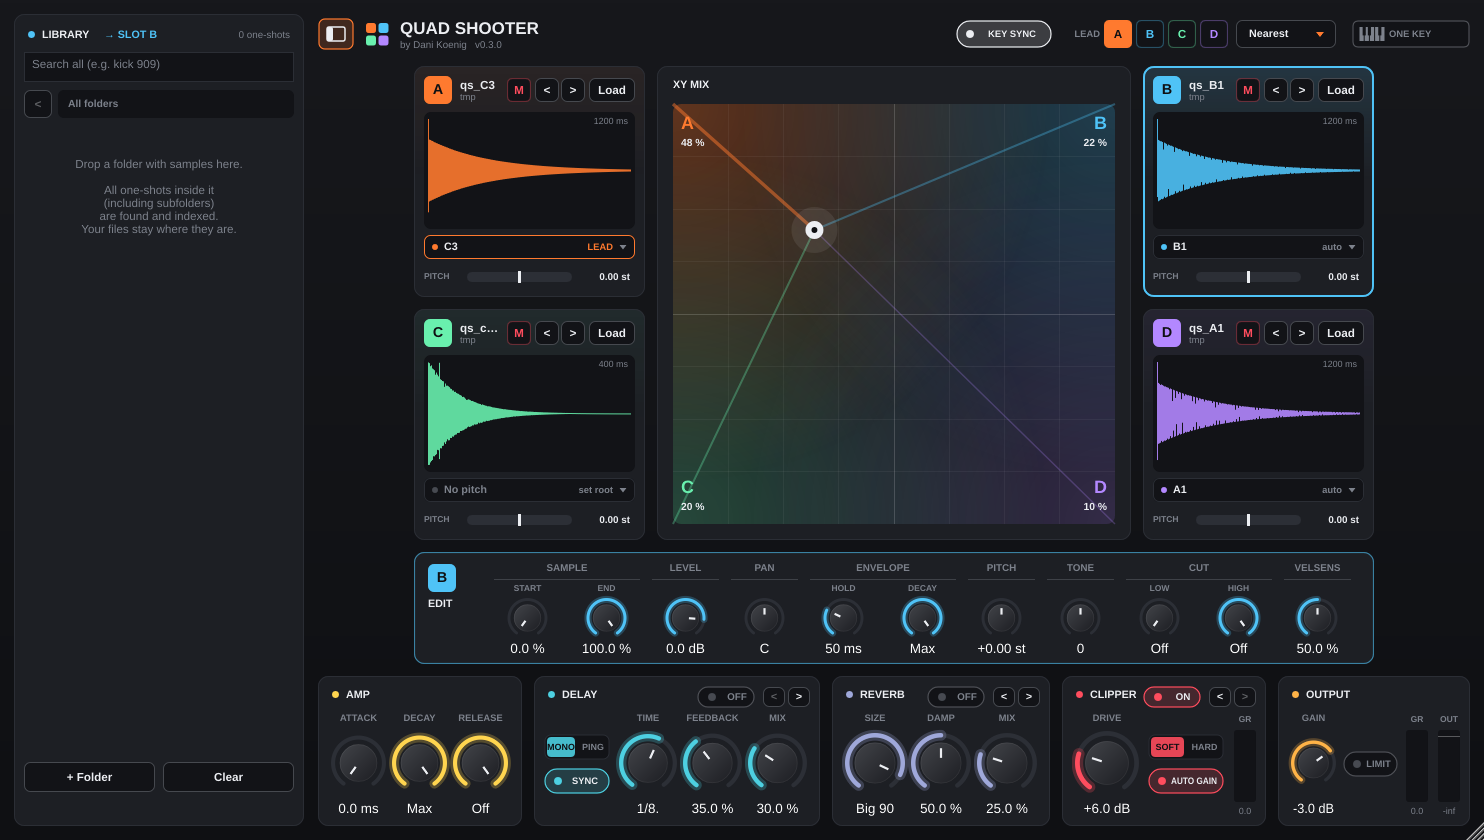 LIBRARY → SLOT B 0 one-shots
Search all (e.g. kick 909)
< All folders
Drop a folder with samples here.
All one-shots inside it
(including subfolders)
are found and indexed.
Your files stay where they are.
+ Folder Clear
QUAD SHOOTER
by Dani Koenig v0.3.0
KEY SYNC LEAD A B C D Nearest ONE KEY
A qs_C3 M < > Load
tmp
1200 ms
C3 LEAD
PITCH 0.00 st
C qs_c... M < > Load
tmp
400 ms
No pitch set root
PITCH 0.00 st
XY MIX
A B
48 % 22 %
C D
20 % 10 %
B qs_B1 M < > Load
tmp
1200 ms
B1 auto
PITCH 0.00 st
D qs_A1 M < > Load
tmp
1200 ms
A1 auto
PITCH 0.00 st
B
EDIT
SAMPLE LEVEL PAN ENVELOPE PITCH TONE CUT VELSENS
START END HOLD DECAY LOW HIGH
0.0 % 100.0 % 0.0 dB C 50 ms Max +0.00 st 0 Off Off 50.0 %
AMP
ATTACK DECAY RELEASE
0.0 ms Max Off
DELAY OFF < >
TIME FEEDBACK MIX
MONO PING
SYNC
1/8. 35.0 % 30.0 %
REVERB OFF < >
SIZE DAMP MIX
Big 90 50.0 % 25.0 %
CLIPPER ON < >
DRIVE GR
SOFT HARD
AUTO GAIN
+6.0 dB 0.0
OUTPUT
GAIN GR OUT
LIMIT
-3.0 dB 0.0 -inf